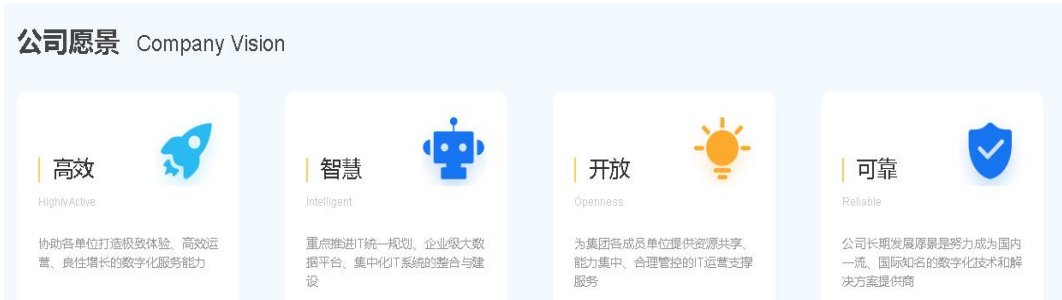 公司愿景 Company Vision
高效
Highly Active
协助各单位打造极致体验、高效运
营、良性增长的数字化服务能力
智慧
Intelligent
重点推进IT统一规划、企业级大数
据平台、集中化IT系统的整合与建
设
开放
Openness
为集团各成员单位提供资源共享、
能力集中、合理管控的IT运营支撑
服务
可靠
Reliable
公司长期发展愿景是努力成为国内
一流、国际知名的数字化技术和解
决方案提供商